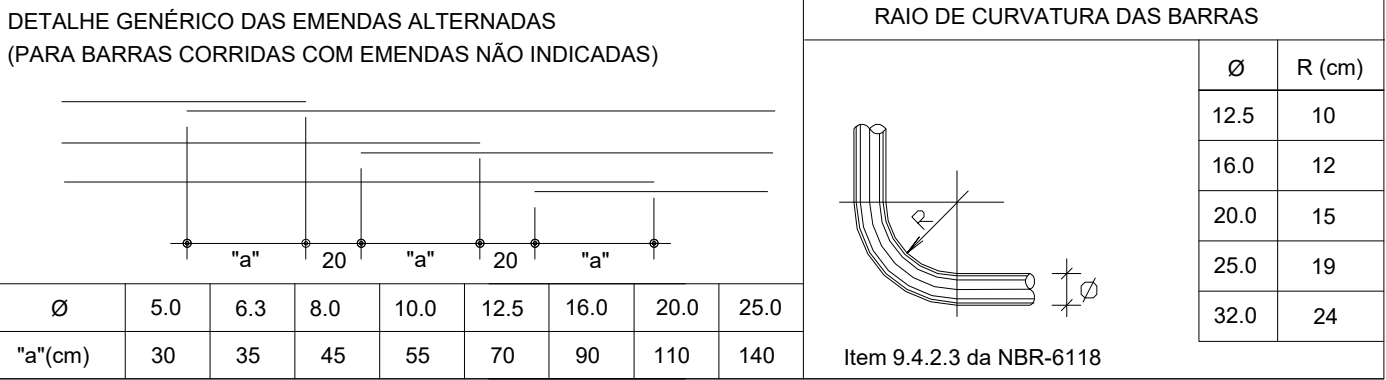 DETALHE GENÉRICO DAS EMENDAS ALTERNADAS
(PARA BARRAS CORRIDAS COM EMENDAS NÃO INDICADAS)
"a" 20 "a" 20 "a"
Ø 5.0 6.3 8.0 10.0 12.5 16.0 20.0 25.0
"a"(cm) 30 35 45 55 70 90 110 140
RAIO DE CURVATURA DAS BARRAS
Ø R (cm)
12.5 10
16.0 12
20.0 15
25.0 19
32.0 24
R
Ø
Item 9.4.2.3 da NBR-6118